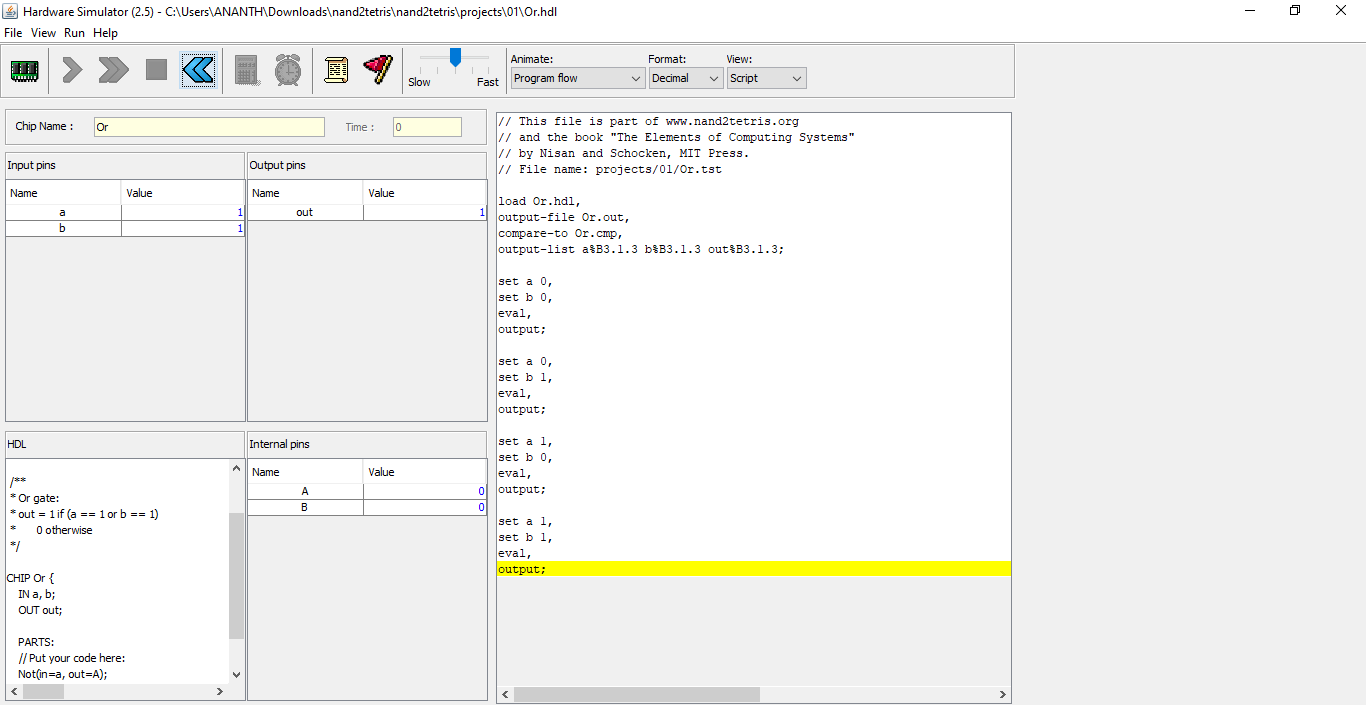 Hardware Simulator (2.5) - C:\Users\ANANTH\Downloads\nand2tetris\nand2tetris\projects\01\Or.hdl
File View Run Help
Animate: Format: View:
Slow Fast Program flow Decimal Script
Chip Name : Or Time : 0
Input pins
Name Value
a 1
b 1
Output pins
Name Value
out 1
HDL
/**
* Or gate:
* out = 1 if (a == 1 or b == 1)
* 0 otherwise
*/
CHIP Or {
IN a, b;
OUT out;
PARTS:
// Put your code here:
Not(in=a, out=A);
Internal pins
Name Value
A 0
B 0
// This file is part of www.nand2tetris.org
// and the book "The Elements of Computing Systems"
// by Nisan and Schocken, MIT Press.
// File name: projects/01/Or.tst
load Or.hdl,
output-file Or.out,
compare-to Or.cmp,
output-list a%B3.1.3 b%B3.1.3 out%B3.1.3;
set a 0,
set b 0,
eval,
output;
set a 0,
set b 1,
eval,
output;
set a 1,
set b 0,
eval,
output;
set a 1,
set b 1,
eval,
output;